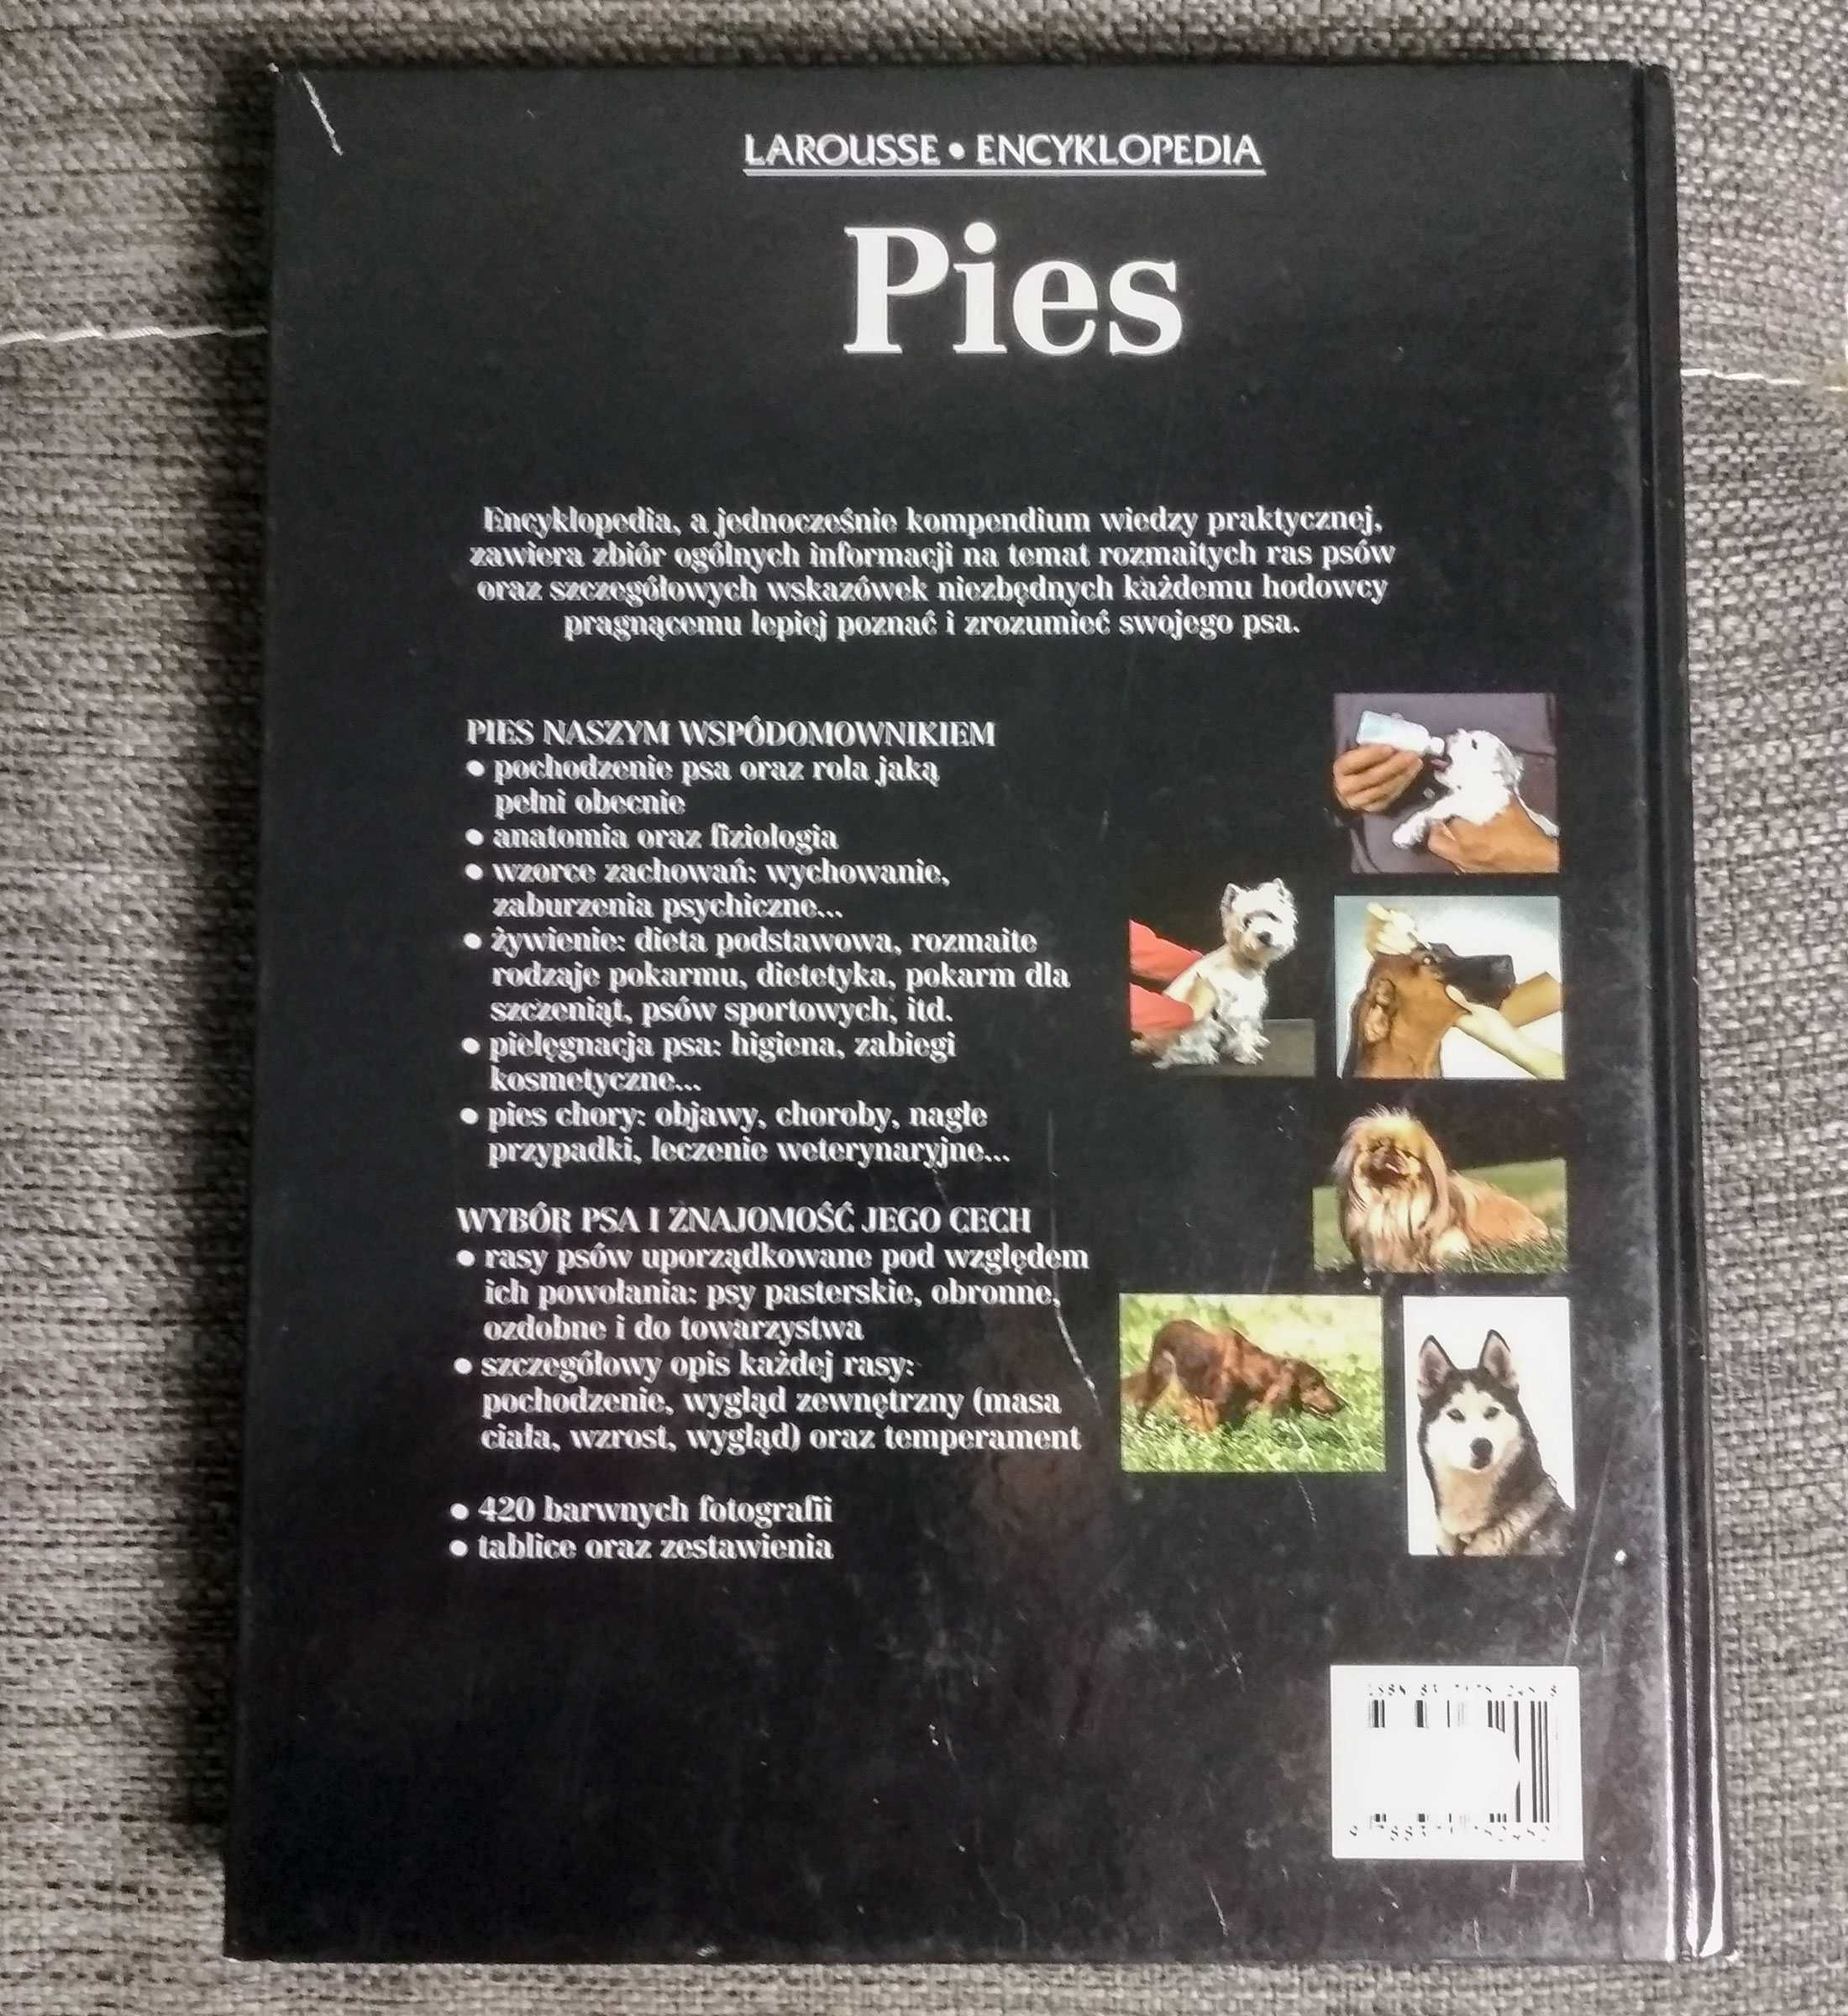 LAROUSSE • ENCYKLOPEDIA
Pies
Encyklopedia, a jednocześnie kompendium wiedzy praktycznej,
zawiera zbiór ogólnych informacji na temat rozmaitych ras psów
oraz szczegółowych wskazówek niezbędnych każdemu hodowcy
pragnącemu lepiej poznać i zrozumieć swojego psa.
PIES NASZYM WSPÓDOMOWNIKIEM
• pochodzenie psa oraz rola jaką
pełni obecnie
• anatomia oraz fizjologia
• wzorce zachowań: wychowanie,
zaburzenia psychiczne...
• żywienie: dieta podstawowa, rozmaite
rodzaje pokarmu, dietetyka, pokarm dla
szczeniąt, psów sportowych, itd.
• pielęgnacja psa: higiena, zabiegi
kosmetyczne...
• pies chory: objawy, choroby, nagłe
przypadki, leczenie weterynaryjne...
WYBÓR PSA I ZNAJOMOŚĆ JEGO CECH
• rasy psów uporządkowane pod względem
ich powołania: psy pasterskie, obronne,
ozdobne i do towarzystwa
• szczegółowy opis każdej rasy:
pochodzenie, wygląd zewnętrzny (masa
ciała, wzrost, wygląd) oraz temperament
• 420 barwnych fotografii
• tablice oraz zestawienia